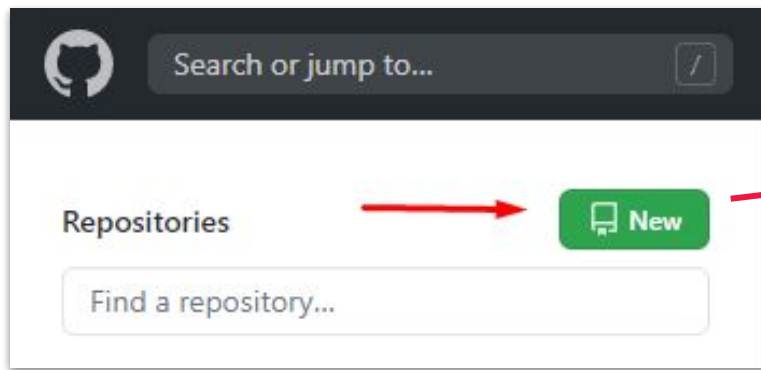 Search or jump to...
/
Repositories
New
Find a repository...